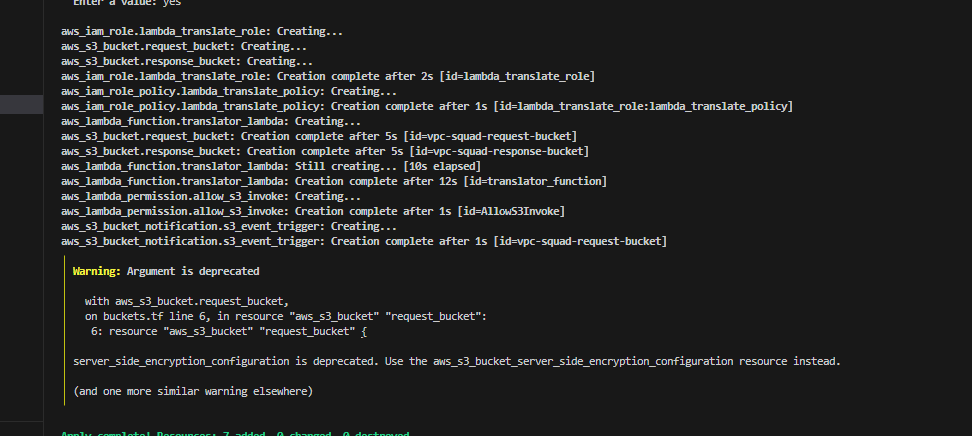 Enter a value: yes
aws_iam_role.lambda_translate_role: Creating...
aws_s3_bucket.request_bucket: Creating...
aws_s3_bucket.response_bucket: Creating...
aws_iam_role.lambda_translate_role: Creation complete after 2s [id=lambda_translate_role]
aws_iam_role_policy.lambda_translate_policy: Creating...
aws_iam_role_policy.lambda_translate_policy: Creation complete after 1s [id=lambda_translate_role:lambda_translate_policy]
aws_lambda_function.translator_lambda: Creating...
aws_s3_bucket.request_bucket: Creation complete after 5s [id=vpc-squad-request-bucket]
aws_s3_bucket.response_bucket: Creation complete after 5s [id=vpc-squad-response-bucket]
aws_lambda_function.translator_lambda: Still creating... [10s elapsed]
aws_lambda_function.translator_lambda: Creation complete after 12s [id=translator_function]
aws_lambda_permission.allow_s3_invoke: Creating...
aws_lambda_permission.allow_s3_invoke: Creation complete after 1s [id=AllowS3Invoke]
aws_s3_bucket_notification.s3_event_trigger: Creating...
aws_s3_bucket_notification.s3_event_trigger: Creation complete after 1s [id=vpc-squad-request-bucket]
Warning: Argument is deprecated
with aws_s3_bucket.request_bucket,
on buckets.tf line 6, in resource "aws_s3_bucket" "request_bucket":
6: resource "aws_s3_bucket" "request_bucket" {
server_side_encryption_configuration is deprecated. Use the aws_s3_bucket_server_side_encryption_configuration resource instead.
(and one more similar warning elsewhere)
Apply complete! Resources: 7 added, 0 changed, 0 destroyed